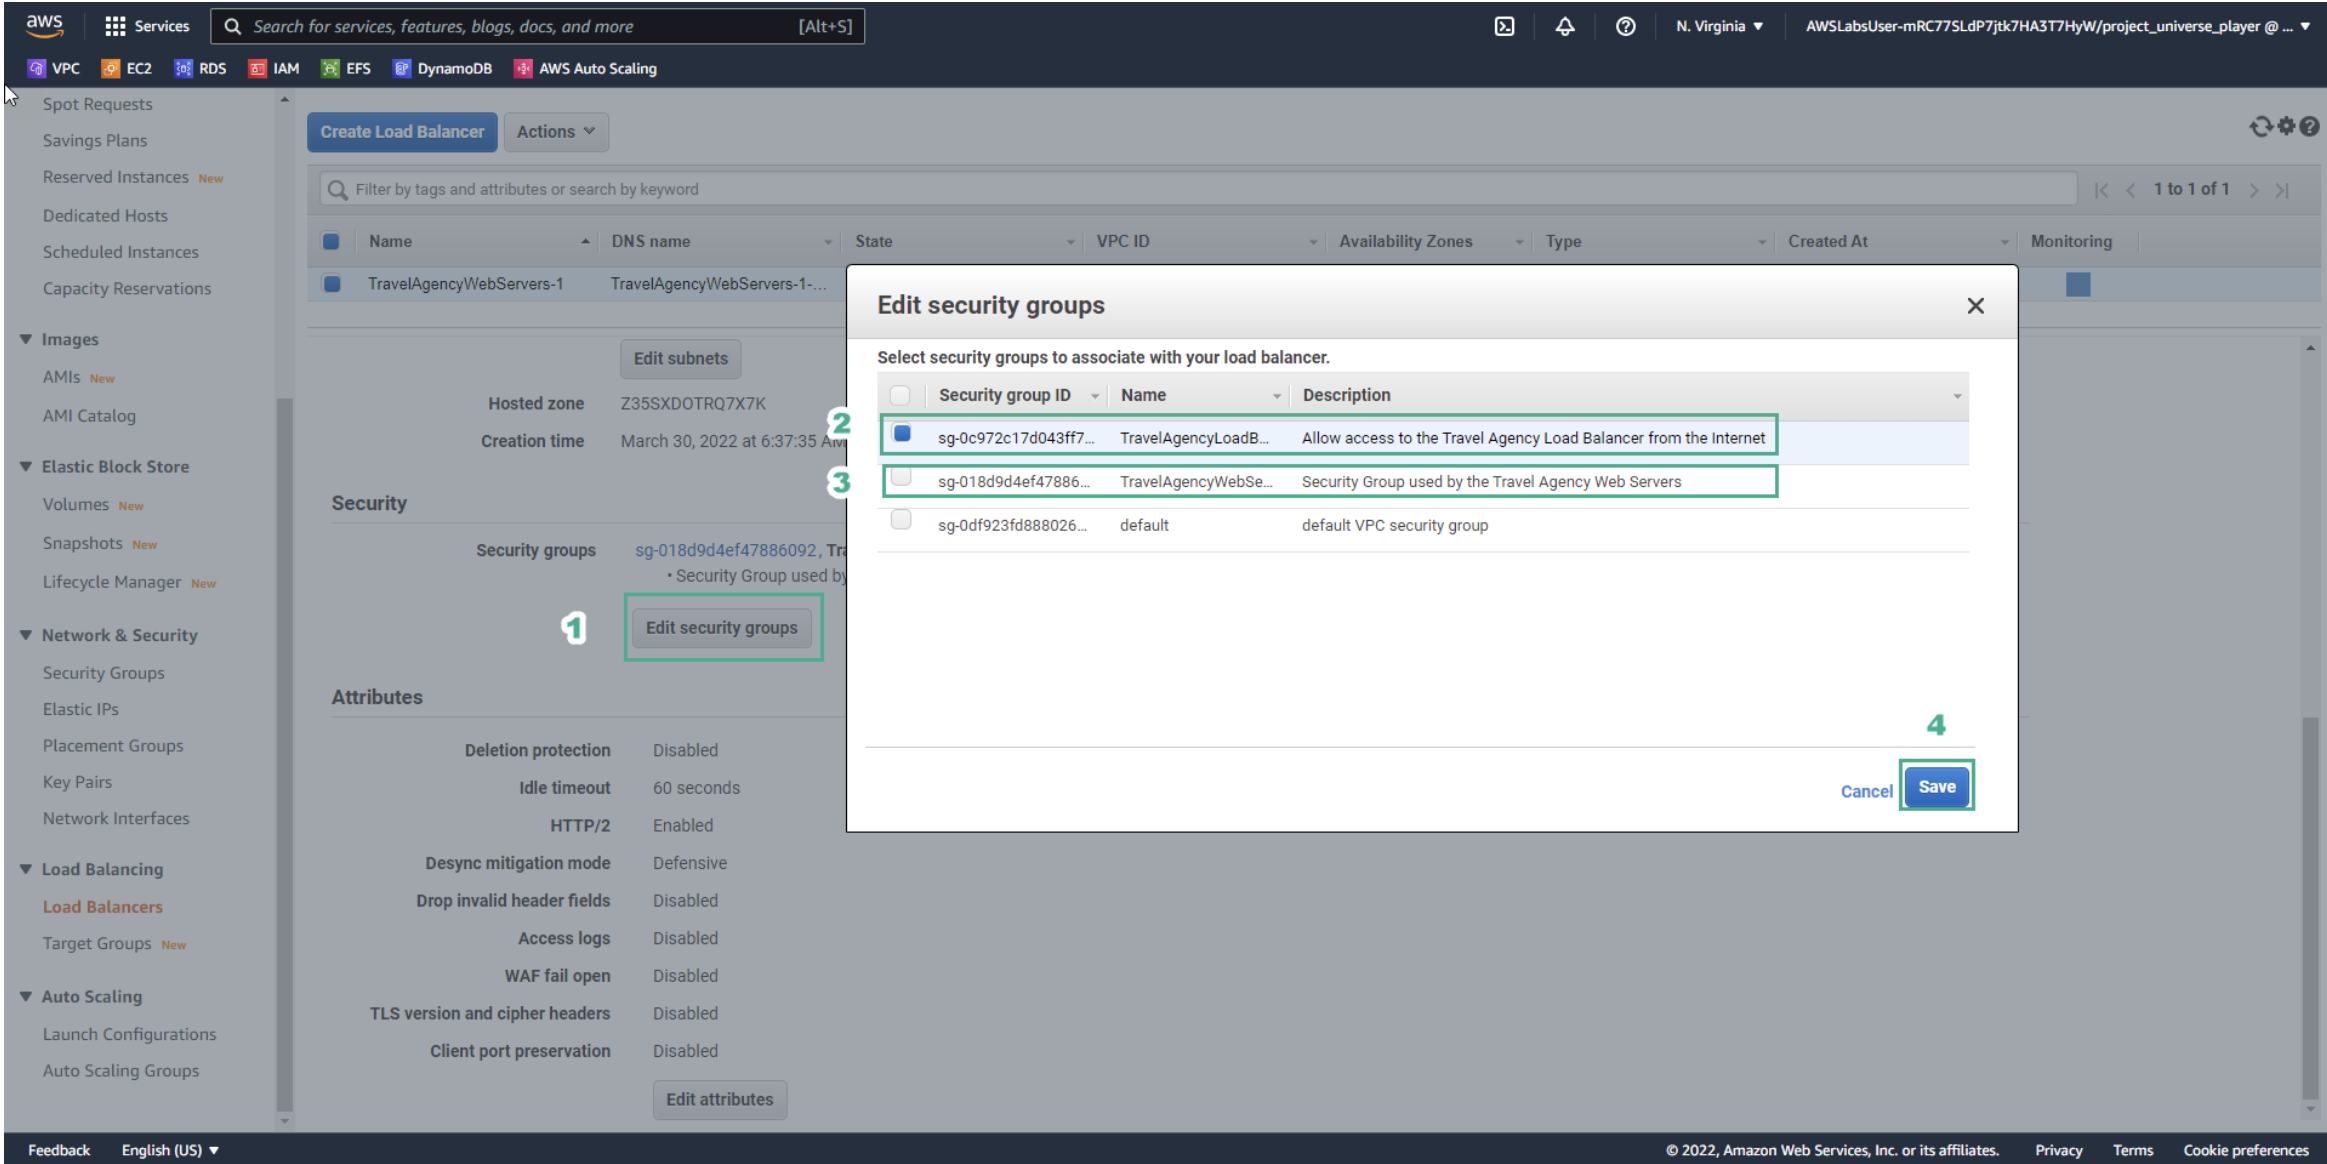 aws Services Search for services, features, blogs, docs, and more [Alt+S] N. Virginia ▼ AWSLabsUser-mRC77SLdP7jtk7HA3T7HyW/project_universe_player @ ... ▼
VPC EC2 RDS IAM EFS DynamoDB AWS Auto Scaling
Spot Requests
Savings Plans
Reserved Instances New
Dedicated Hosts
Scheduled Instances
Capacity Reservations
Images
AMIs New
AMI Catalog
Elastic Block Store
Volumes New
Snapshots New
Lifecycle Manager New
Network & Security
Security Groups
Elastic IPs
Placement Groups
Key Pairs
Network Interfaces
Load Balancing
Load Balancers
Target Groups New
Auto Scaling
Launch Configurations
Auto Scaling Groups
Create Load Balancer Actions
Filter by tags and attributes or search by keyword 1 to 1 of 1
Name DNS name State VPC ID Availability Zones Type Created At Monitoring
TravelAgencyWebServers-1 TravelAgencyWebServers-1-...
Edit subnets
Hosted zone Z35SXDOTRQ7X7K
Creation time March 30, 2022 at 6:37:35 AM
Security
Security groups sg-018d9d4ef47886092, Tra
• Security Group used by
1 Edit security groups
Attributes
Deletion protection Disabled
Idle timeout 60 seconds
HTTP/2 Enabled
Desync mitigation mode Defensive
Drop invalid header fields Disabled
Access logs Disabled
WAF fail open Disabled
TLS version and cipher headers Disabled
Client port preservation Disabled
Edit attributes
Edit security groups
Select security groups to associate with your load balancer.
Security group ID Name Description
2 sg-0c972c17d043ff7... TravelAgencyLoadB... Allow access to the Travel Agency Load Balancer from the Internet
3 sg-018d9d4ef47886... TravelAgencyWebSe... Security Group used by the Travel Agency Web Servers
sg-0df923fd888026... default default VPC security group
4
Cancel Save
Feedback English (US) ▼ © 2022, Amazon Web Services, Inc. or its affiliates. Privacy Terms Cookie preferences